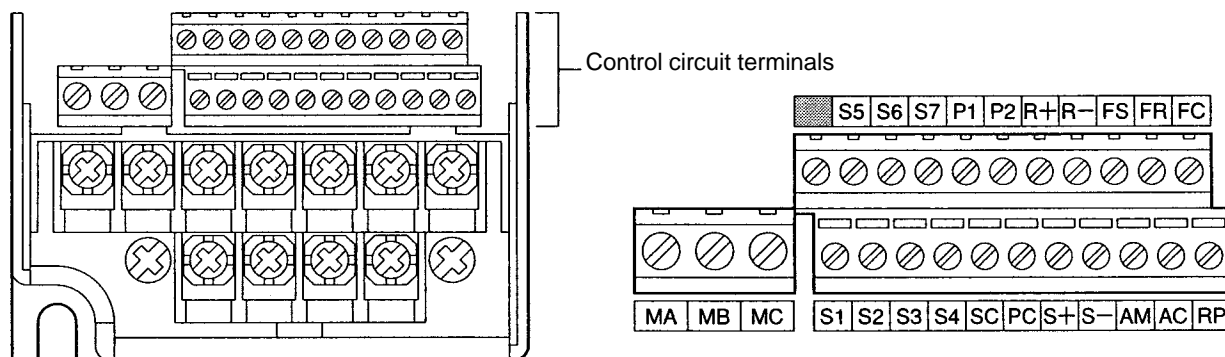 Control circuit terminals
S5 S6 S7 P1 P2 R+ R− FS FR FC
MA MB MC S1 S2 S3 S4 SC PC S+ S− AM AC RP